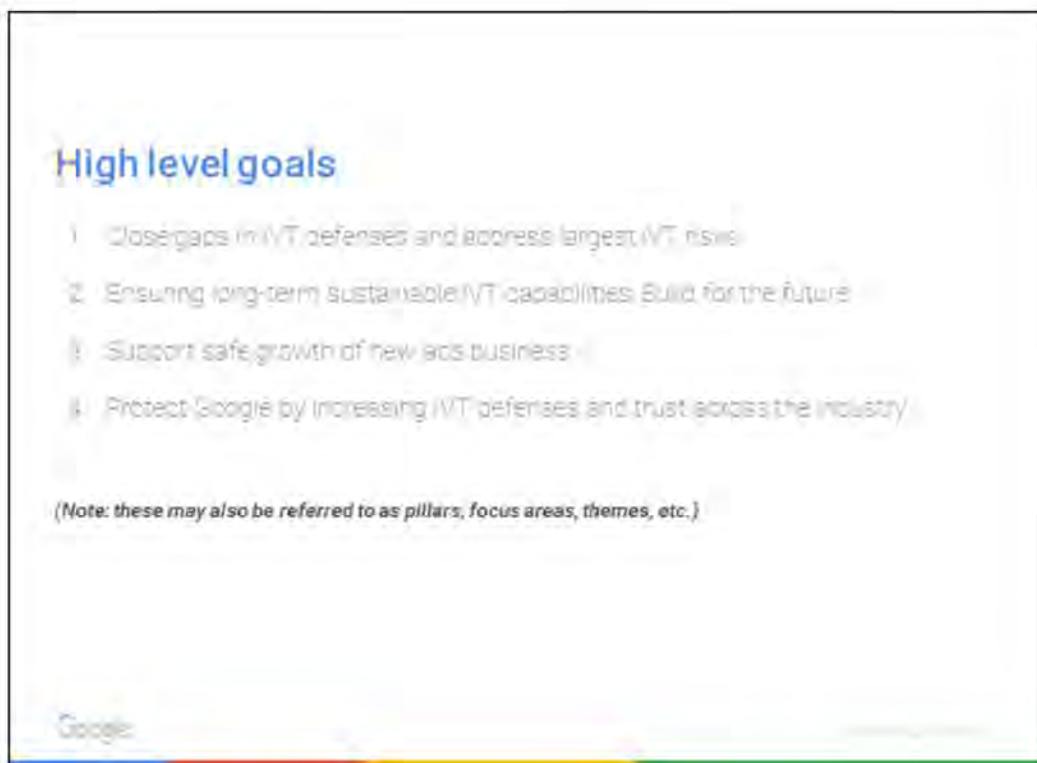 High level goals
1. Close gaps in IVT defenses and address largest IVT risks
2. Ensuring long-term sustainable IVT capabilities Build for the future
3. Support safe growth of new ads business
4. Protect Google by increasing IVT defenses and trust across the industry
(Note: these may also be referred to as pillars, focus areas, themes, etc.)
Google